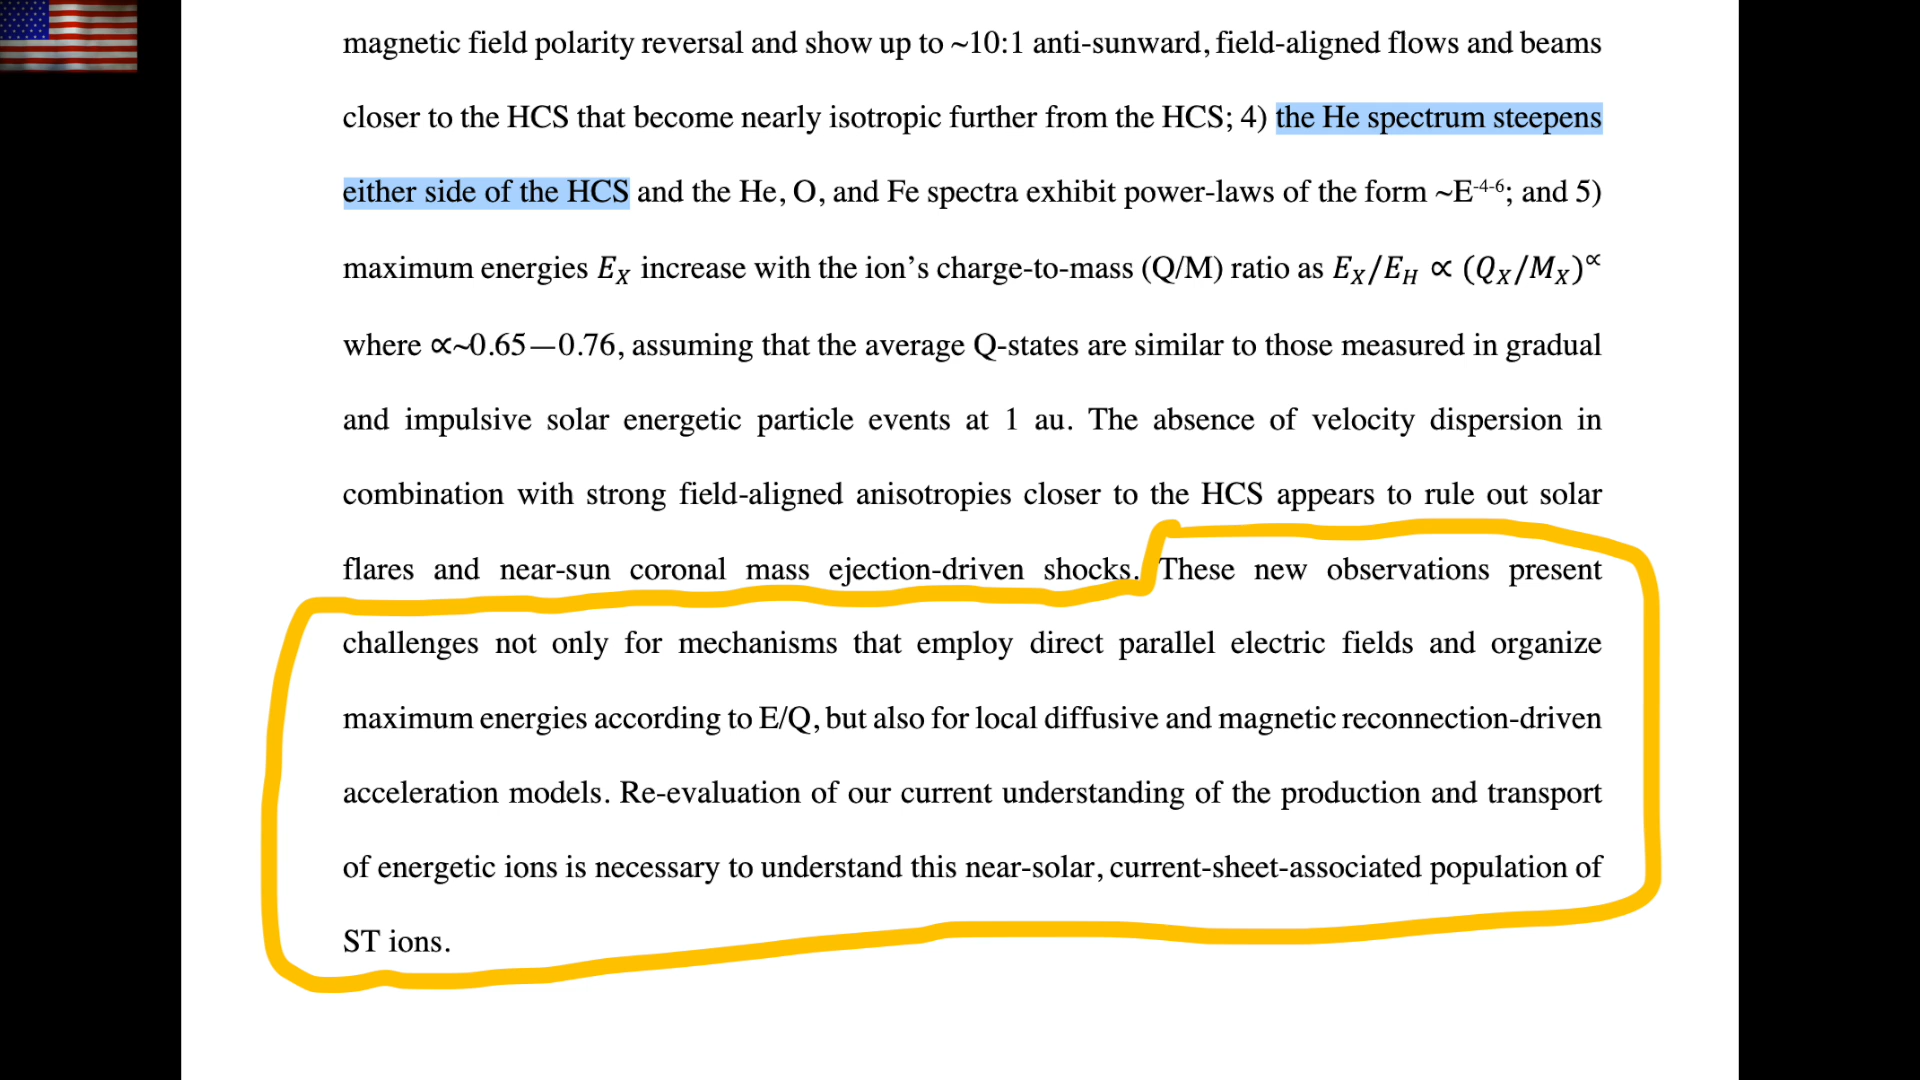 magnetic field polarity reversal and show up to ~10:1 anti-sunward, field-aligned flows and beams
closer to the HCS that become nearly isotropic further from the HCS; 4) the He spectrum steepens
either side of the HCS and the He, O, and Fe spectra exhibit power-laws of the form ~E⁻⁴⁻⁶; and 5)
maximum energies E_X increase with the ion’s charge-to-mass (Q/M) ratio as E_X/E_H ∝ (Q_X/M_X)^∝
where ∝~0.65—0.76, assuming that the average Q-states are similar to those measured in gradual
and impulsive solar energetic particle events at 1 au. The absence of velocity dispersion in
combination with strong field-aligned anisotropies closer to the HCS appears to rule out solar
flares and near-sun coronal mass ejection-driven shocks. These new observations present
challenges not only for mechanisms that employ direct parallel electric fields and organize
maximum energies according to E/Q, but also for local diffusive and magnetic reconnection-driven
acceleration models. Re-evaluation of our current understanding of the production and transport
of energetic ions is necessary to understand this near-solar, current-sheet-associated population of
ST ions.